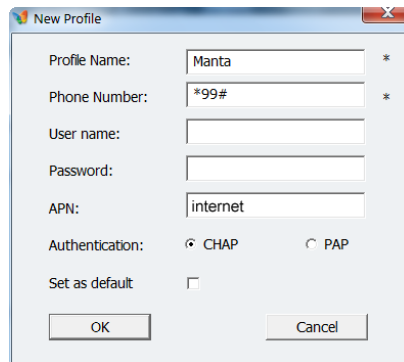 New Profile
Profile Name: Manta *
Phone Number: *99# *
User name:
Password:
APN: internet
Authentication: CHAP PAP
Set as default
OK Cancel